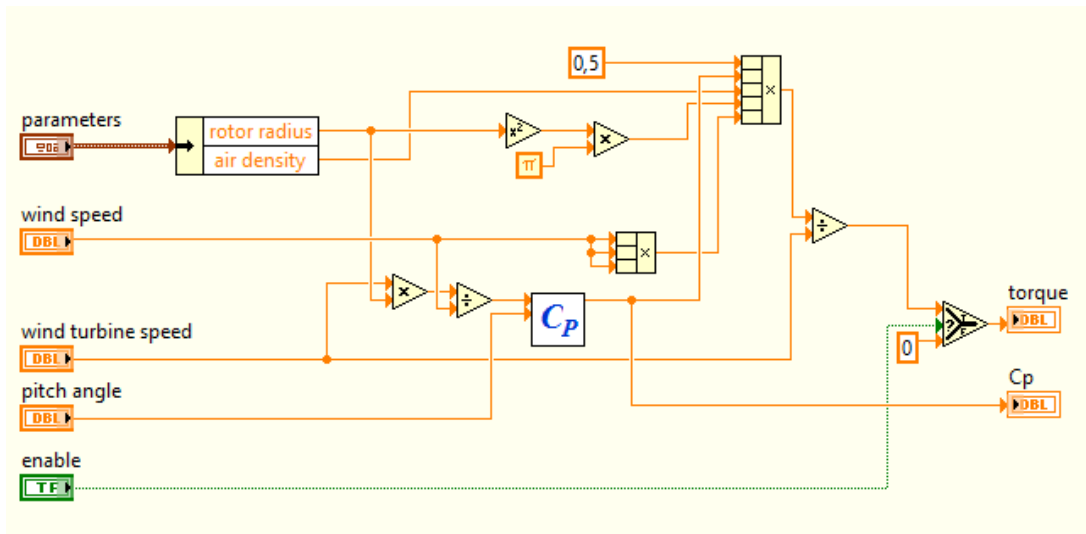 parameters
rotor radius
air density
0,5
x²
×
π
×
wind speed
DBL
×
÷
×
÷
C_P
wind turbine speed
DBL
pitch angle
DBL
enable
TF
?
F
0
torque
DBL
Cp
DBL